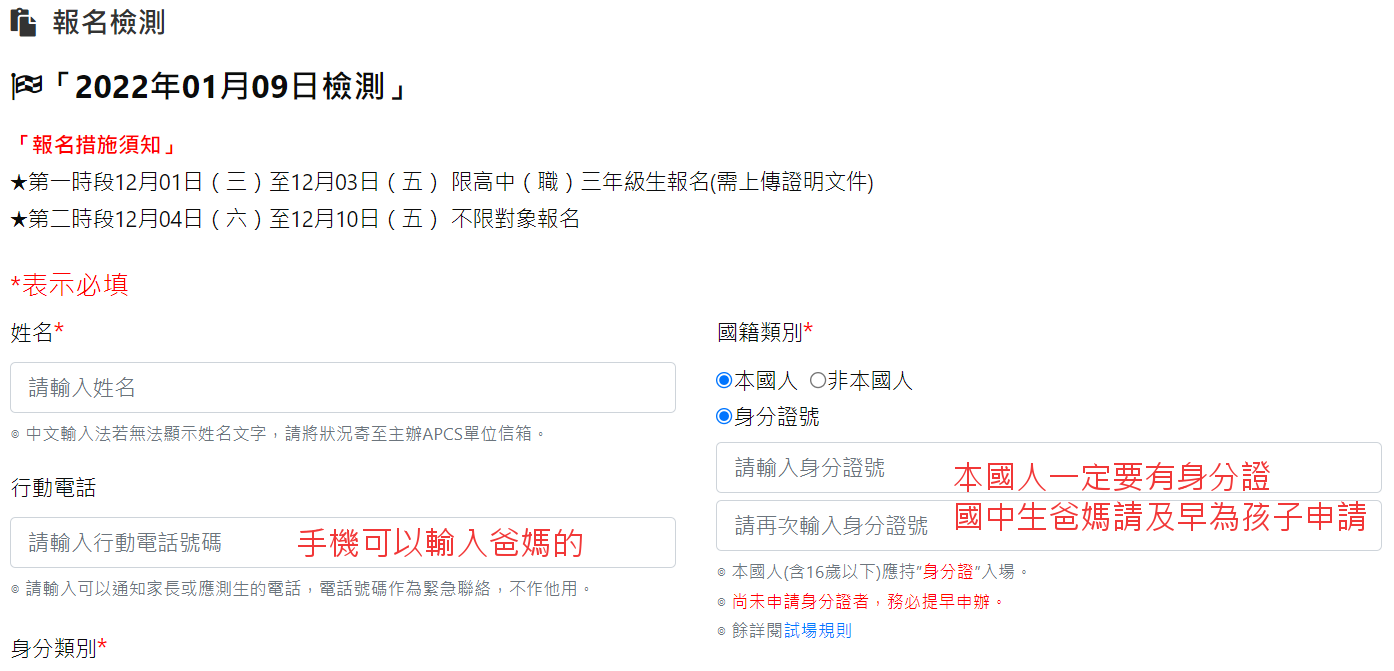 報名檢測
「2022年01月09日檢測」
「報名措施須知」
★第一時段12月01日（三）至12月03日（五） 限高中（職）三年級生報名(需上傳證明文件)
★第二時段12月04日（六）至12月10日（五） 不限對象報名
*表示必填
姓名*
請輸入姓名
◎ 中文輸入法若無法顯示姓名文字，請將狀況寄至主辦APCS單位信箱。
行動電話
請輸入行動電話號碼
手機可以輸入爸媽的
◎ 請輸入可以通知家長或應測生的電話，電話號碼作為緊急聯絡，不作他用。
身分類別*
國籍類別*
本國人 非本國人
身分證號
請輸入身分證號
本國人一定要有身分證
請再次輸入身分證號
國中生爸媽請及早為孩子申請
◎ 本國人(含16歲以下)應持"身分證"入場。
◎ 尚未申請身分證者，務必提早申辦。
◎ 餘詳閱試場規則